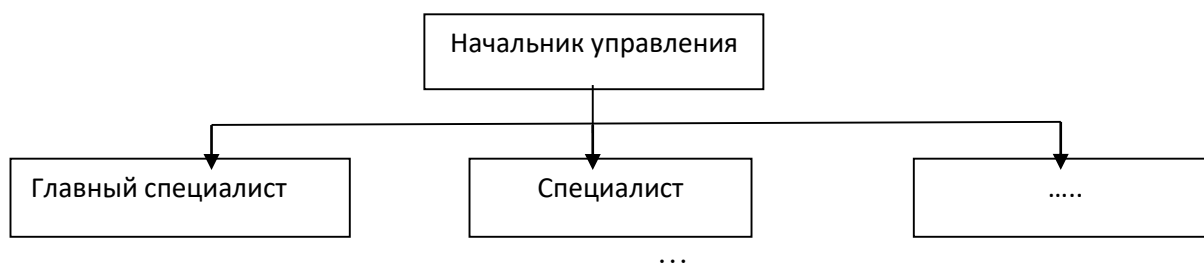 Начальник управления
Главный специалист
Специалист
…..
…